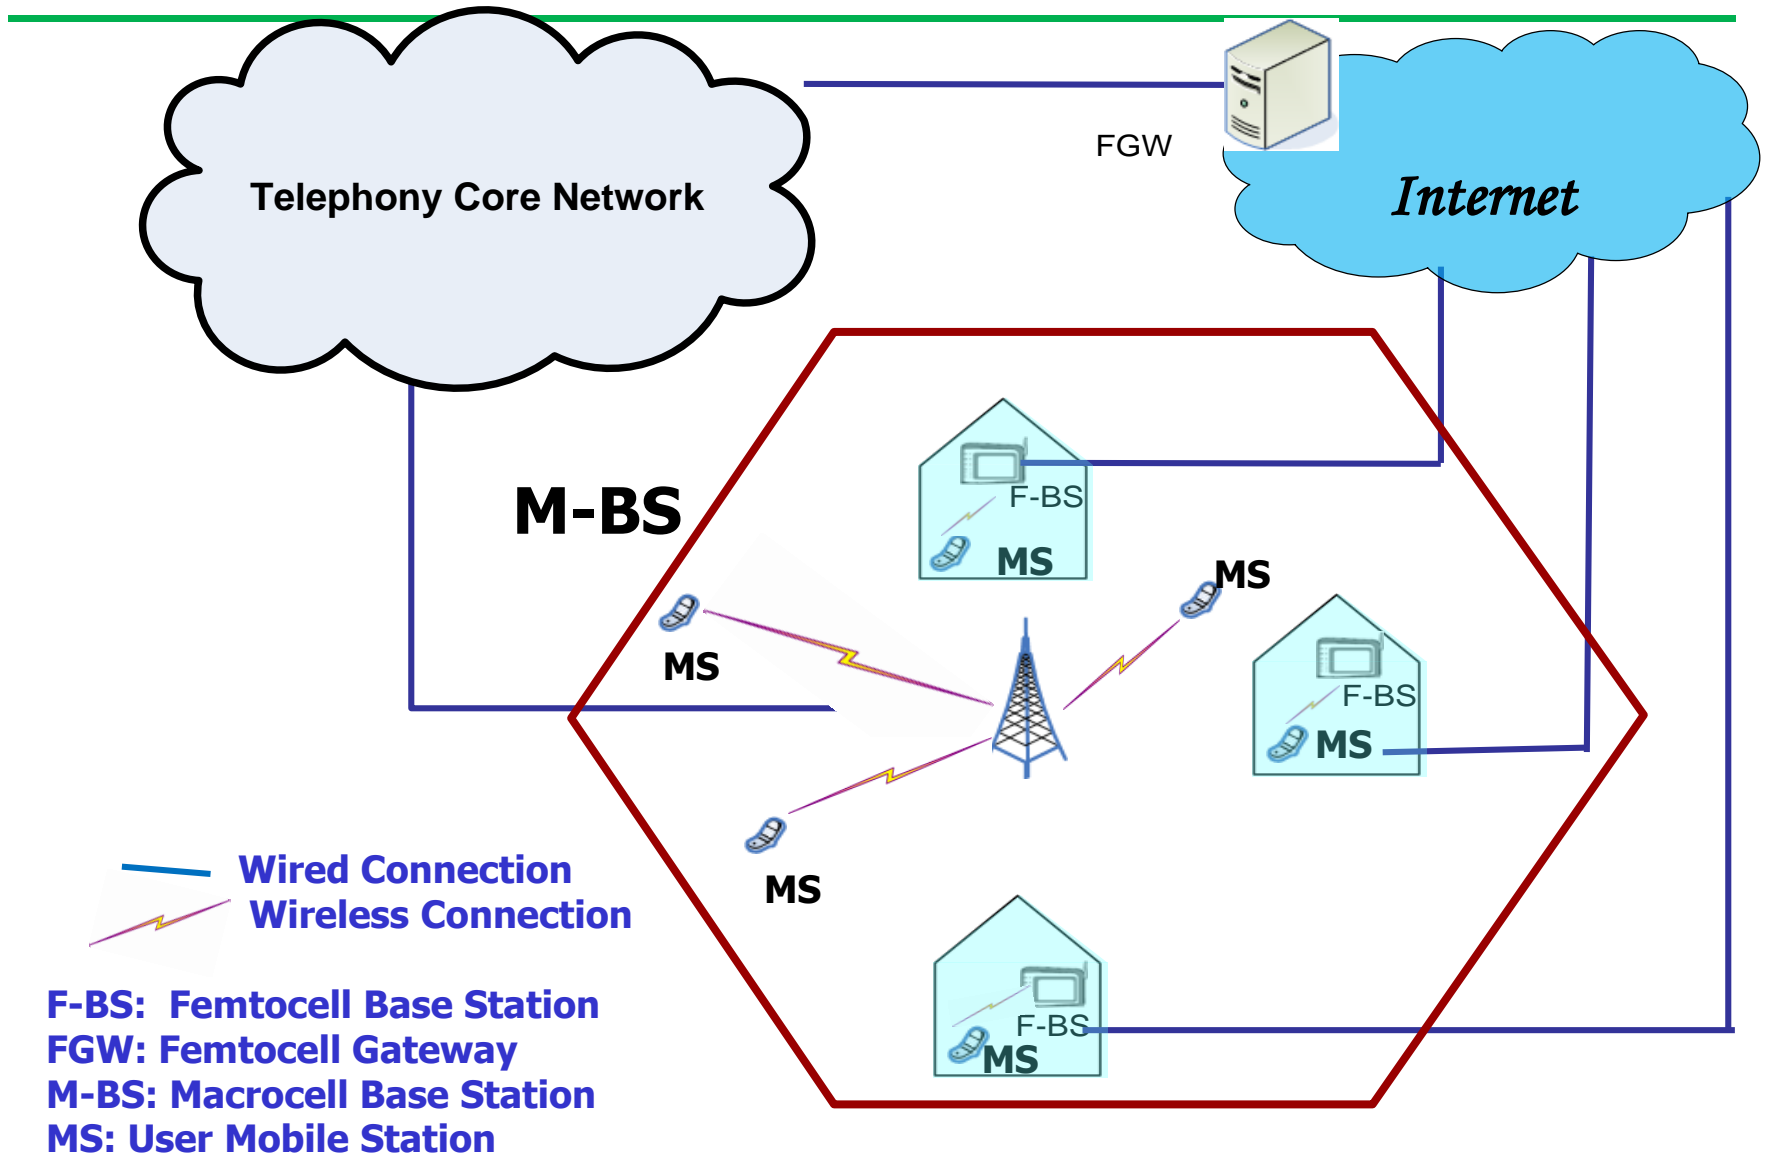 FGW
Telephony Core Network
Internet
M-BS
F-BS
MS
MS
MS
F-BS
MS
MS
F-BS
MS
Wired Connection
Wireless Connection
F-BS: Femtocell Base Station
FGW: Femtocell Gateway
M-BS: Macrocell Base Station
MS: User Mobile Station